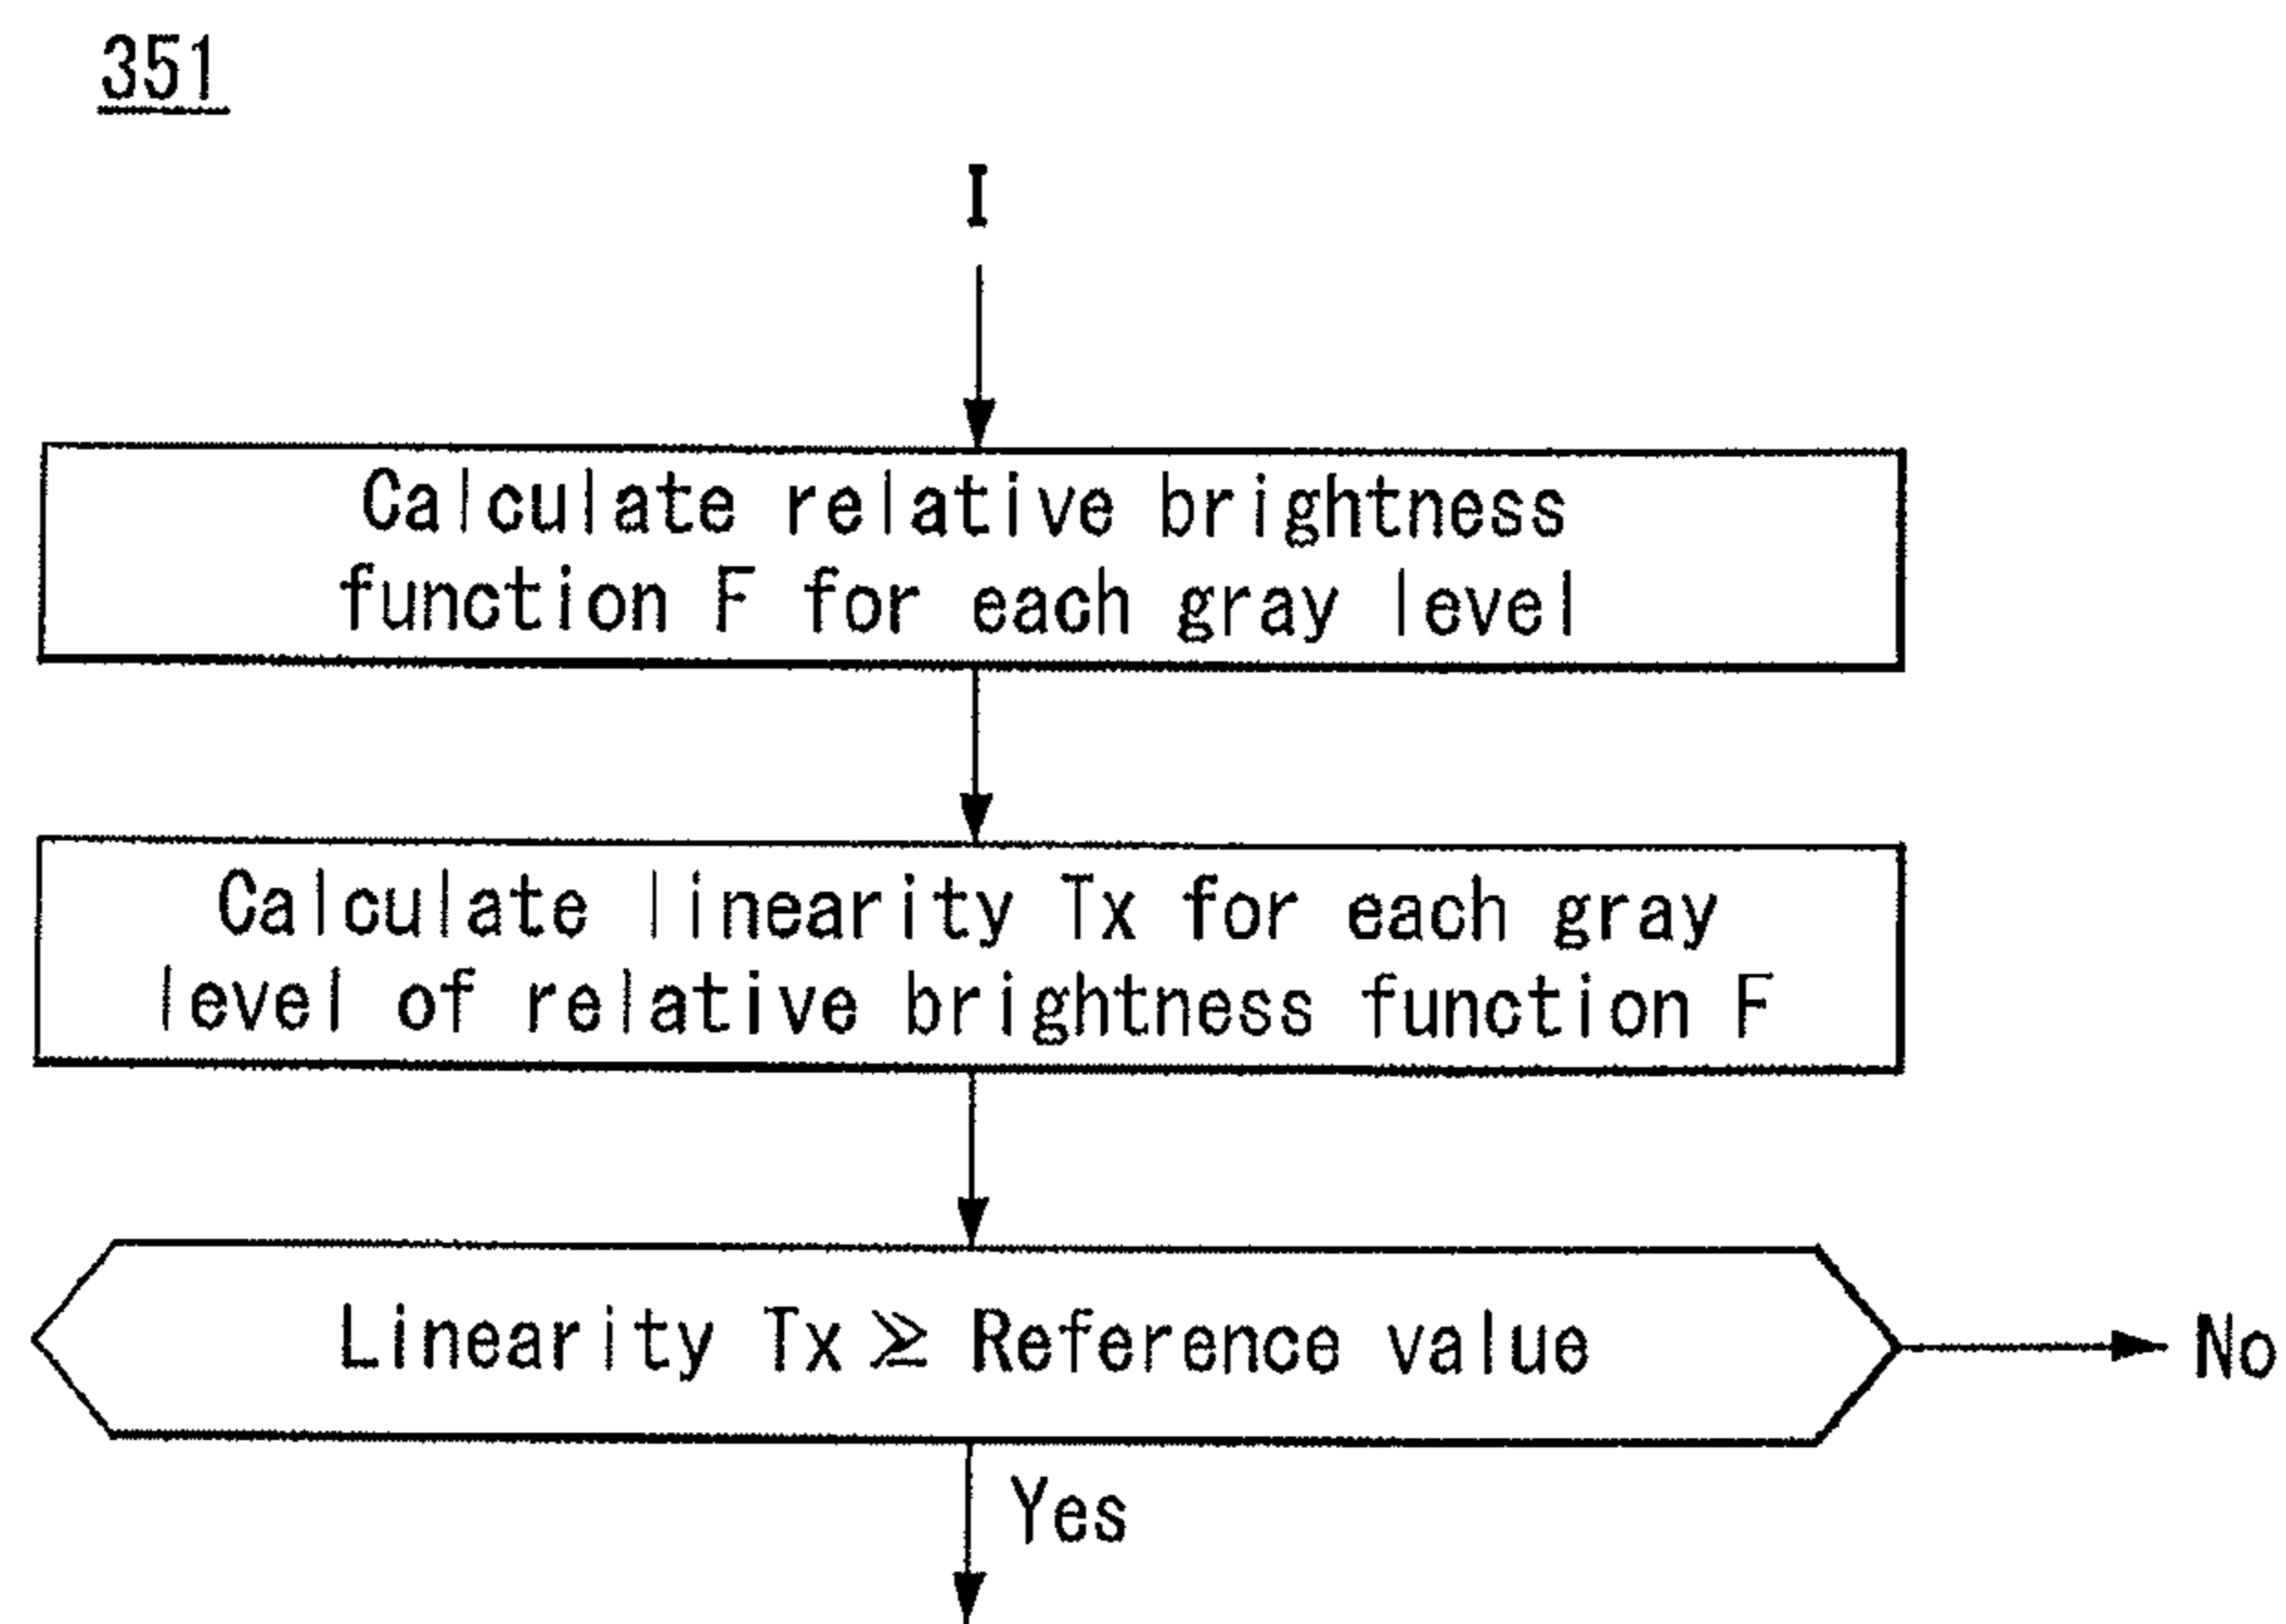 351
I
Calculate relative brightness
function F for each gray level
Calculate linearity Tx for each gray
level of relative brightness function F
Linearity Tx ≥ Reference value
No
Yes